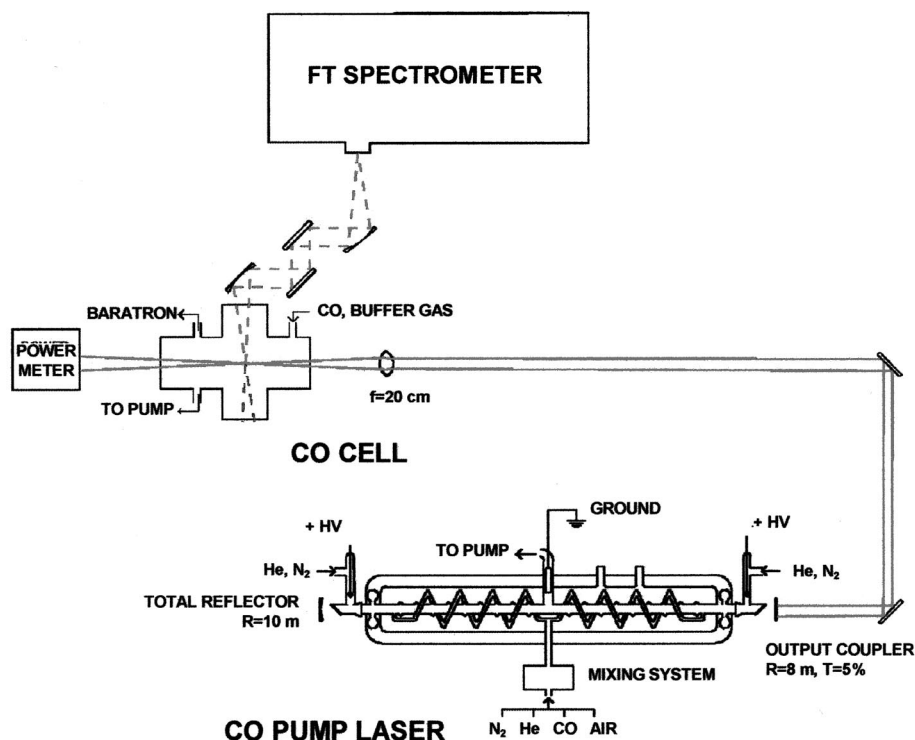 FT SPECTROMETER
BARATRON
CO, BUFFER GAS
POWER
METER
TO PUMP
f=20 cm
CO CELL
GROUND
+ HV
+ HV
TO PUMP
He, N₂
He, N₂
TOTAL REFLECTOR
R=10 m
OUTPUT COUPLER
R=8 m, T=5%
MIXING SYSTEM
N₂ He CO AIR
CO PUMP LASER